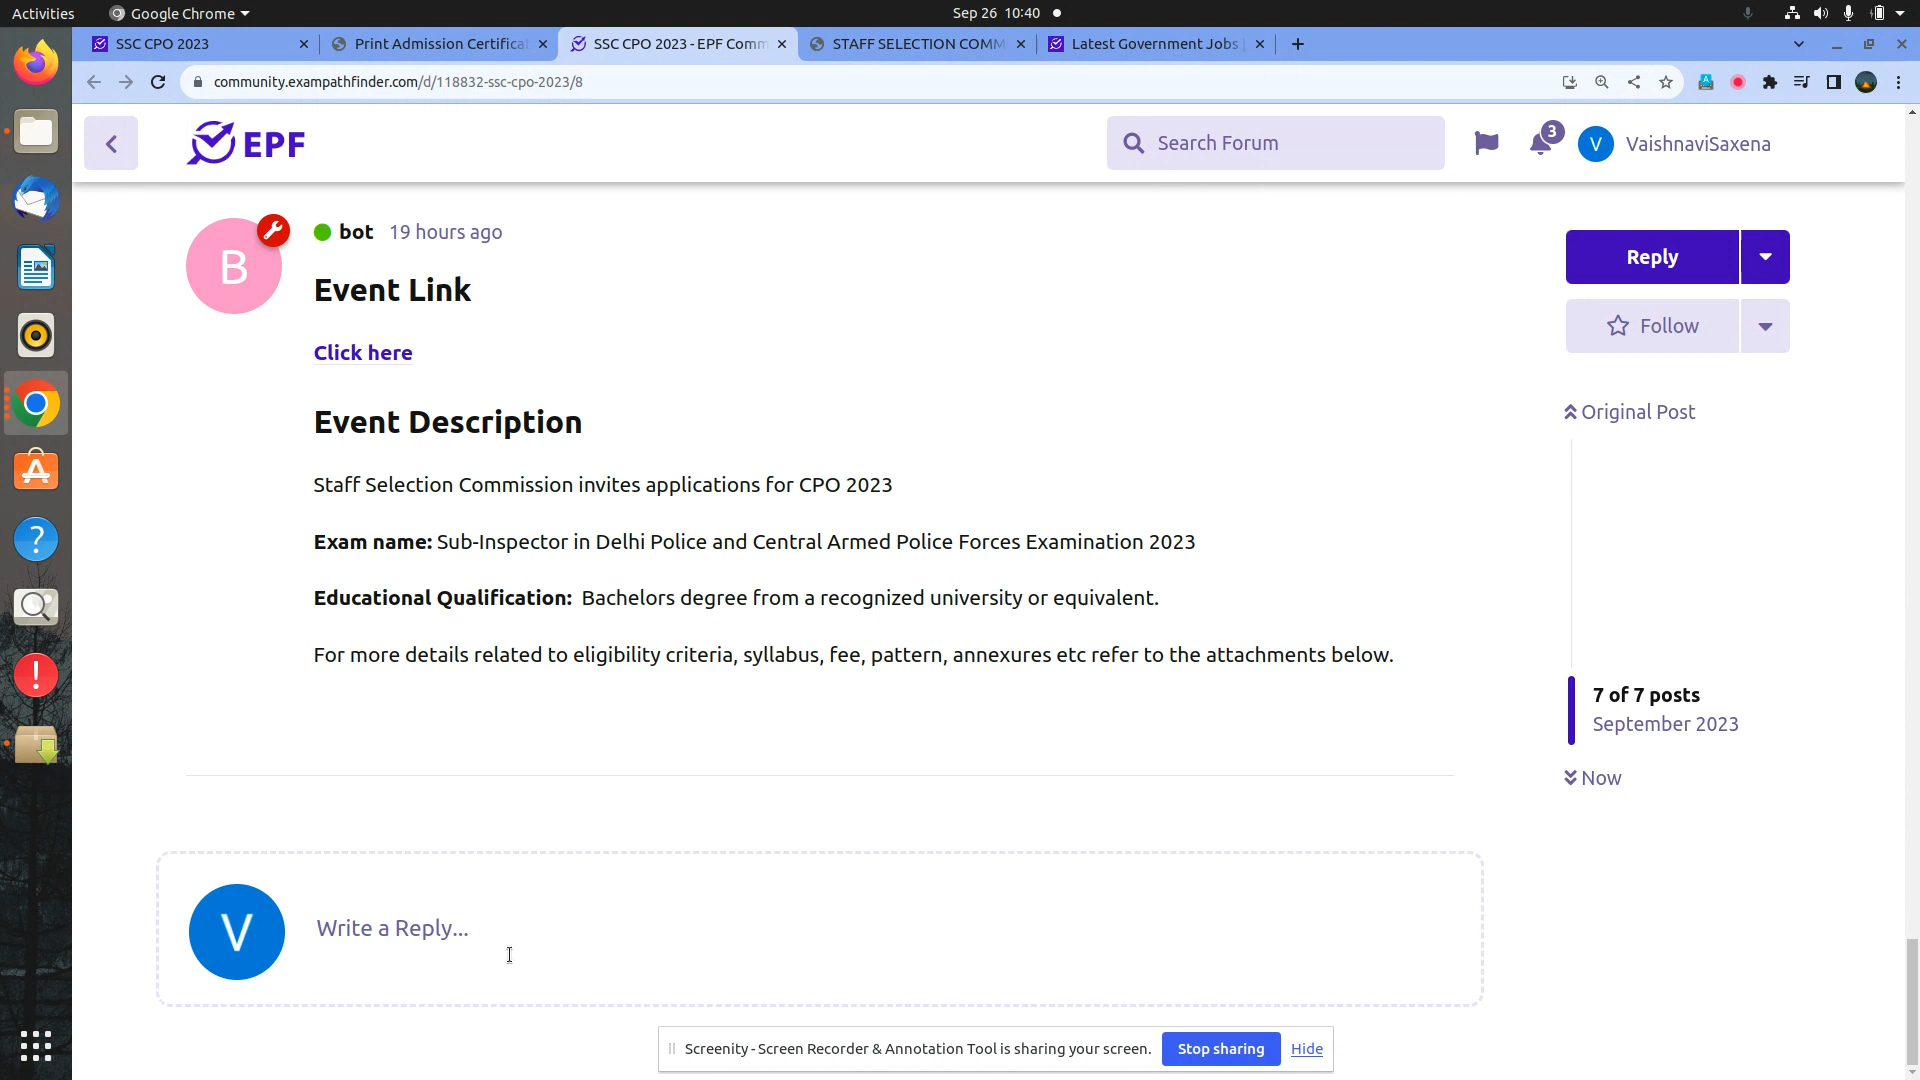 Activities
Google Chrome
Sep 26 10:40
SSC CPO 2023
Print Admission Certifica
SSC CPO 2023 - EPF Comm
STAFF SELECTION COMM
Latest Government Jobs
community.exampathfinder.com/d/118832-ssc-cpo-2023/8
EPF
Search Forum
3
V
VaishnaviSaxena
B
bot
19 hours ago
Reply
Event Link
Follow
Click here
Original Post
Event Description
Staff Selection Commission invites applications for CPO 2023
Exam name: Sub-Inspector in Delhi Police and Central Armed Police Forces Examination 2023
Educational Qualification: Bachelors degree from a recognized university or equivalent.
For more details related to eligibility criteria, syllabus, fee, pattern, annexures etc refer to the attachments below.
7 of 7 posts
September 2023
Now
V
Write a Reply...
Screenity - Screen Recorder & Annotation Tool is sharing your screen.
Stop sharing
Hide